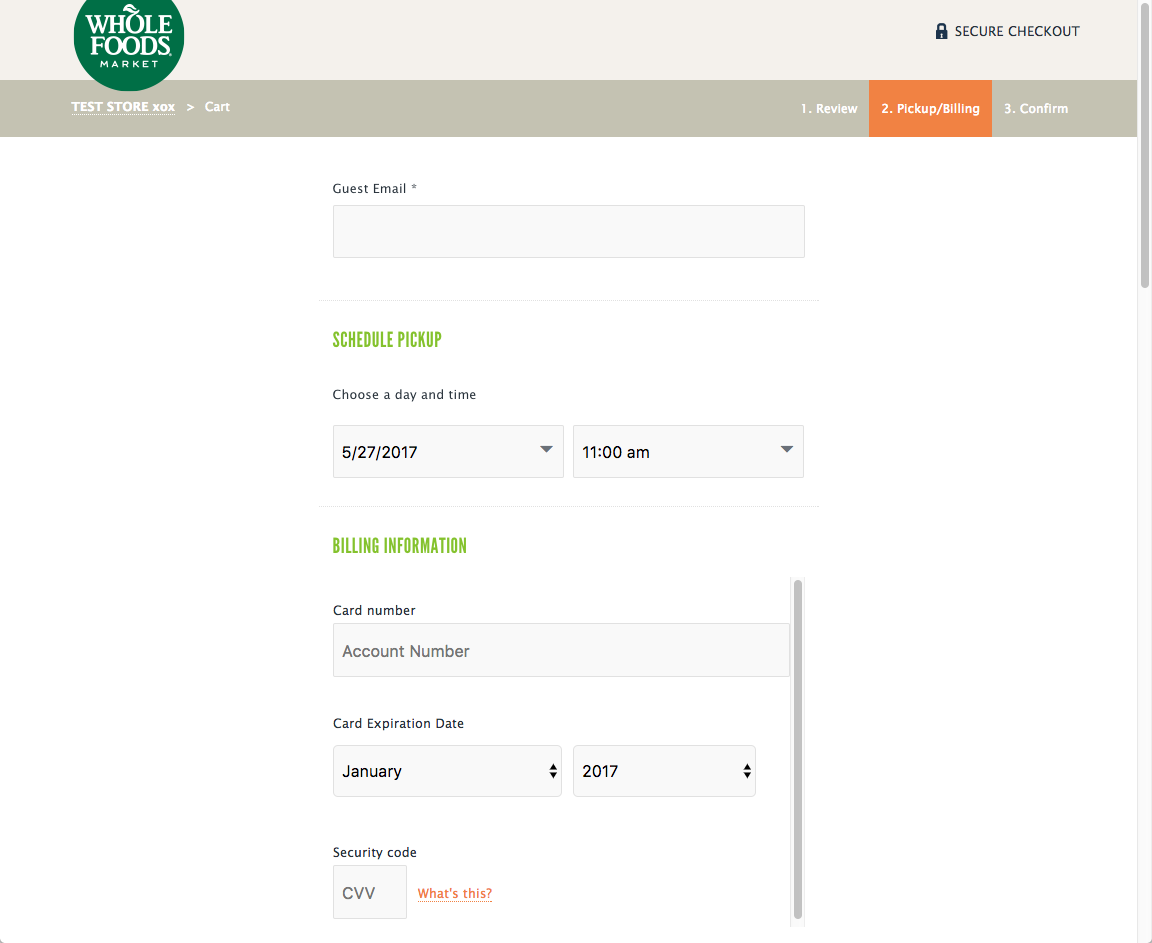 WHOLE
FOODS
MARKET
SECURE CHECKOUT
TEST STORE xox > Cart
1. Review 2. Pickup/Billing 3. Confirm
Guest Email *
SCHEDULE PICKUP
Choose a day and time
5/27/2017 11:00 am
BILLING INFORMATION
Card number
Account Number
Card Expiration Date
January 2017
Security code
CVV What's this?